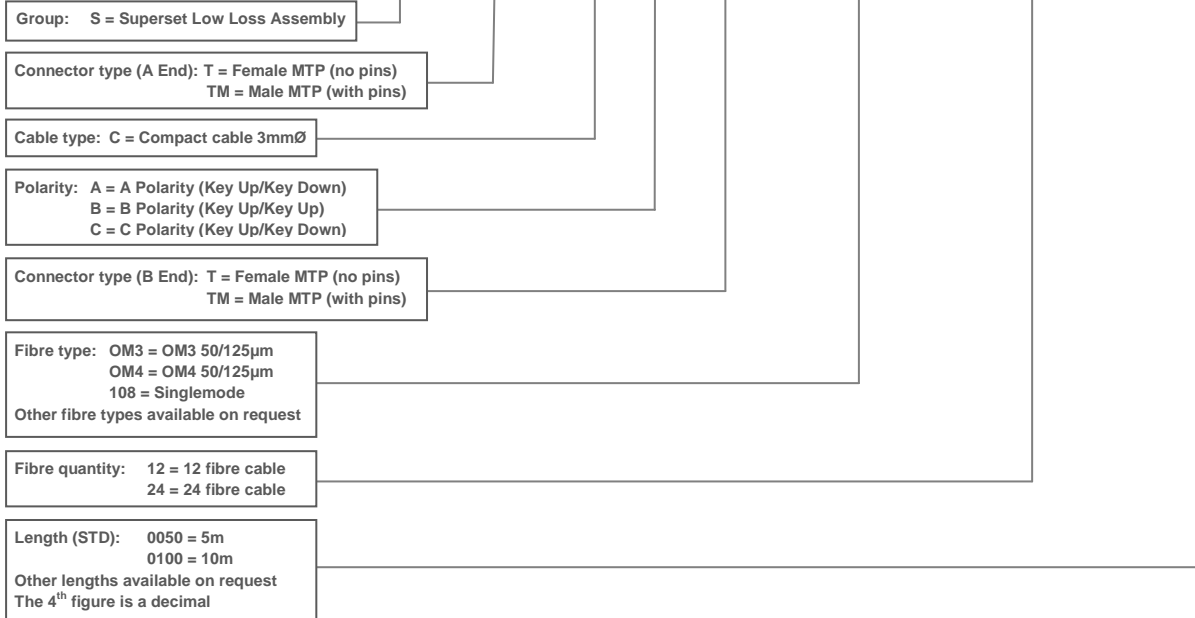 Group: S = Superset Low Loss Assembly
Connector type (A End): T = Female MTP (no pins)
TM = Male MTP (with pins)
Cable type: C = Compact cable 3mmØ
Polarity: A = A Polarity (Key Up/Key Down)
B = B Polarity (Key Up/Key Up)
C = C Polarity (Key Up/Key Down)
Connector type (B End): T = Female MTP (no pins)
TM = Male MTP (with pins)
Fibre type: OM3 = OM3 50/125µm
OM4 = OM4 50/125µm
108 = Singlemode
Other fibre types available on request
Fibre quantity: 12 = 12 fibre cable
24 = 24 fibre cable
Length (STD): 0050 = 5m
0100 = 10m
Other lengths available on request
The 4th figure is a decimal